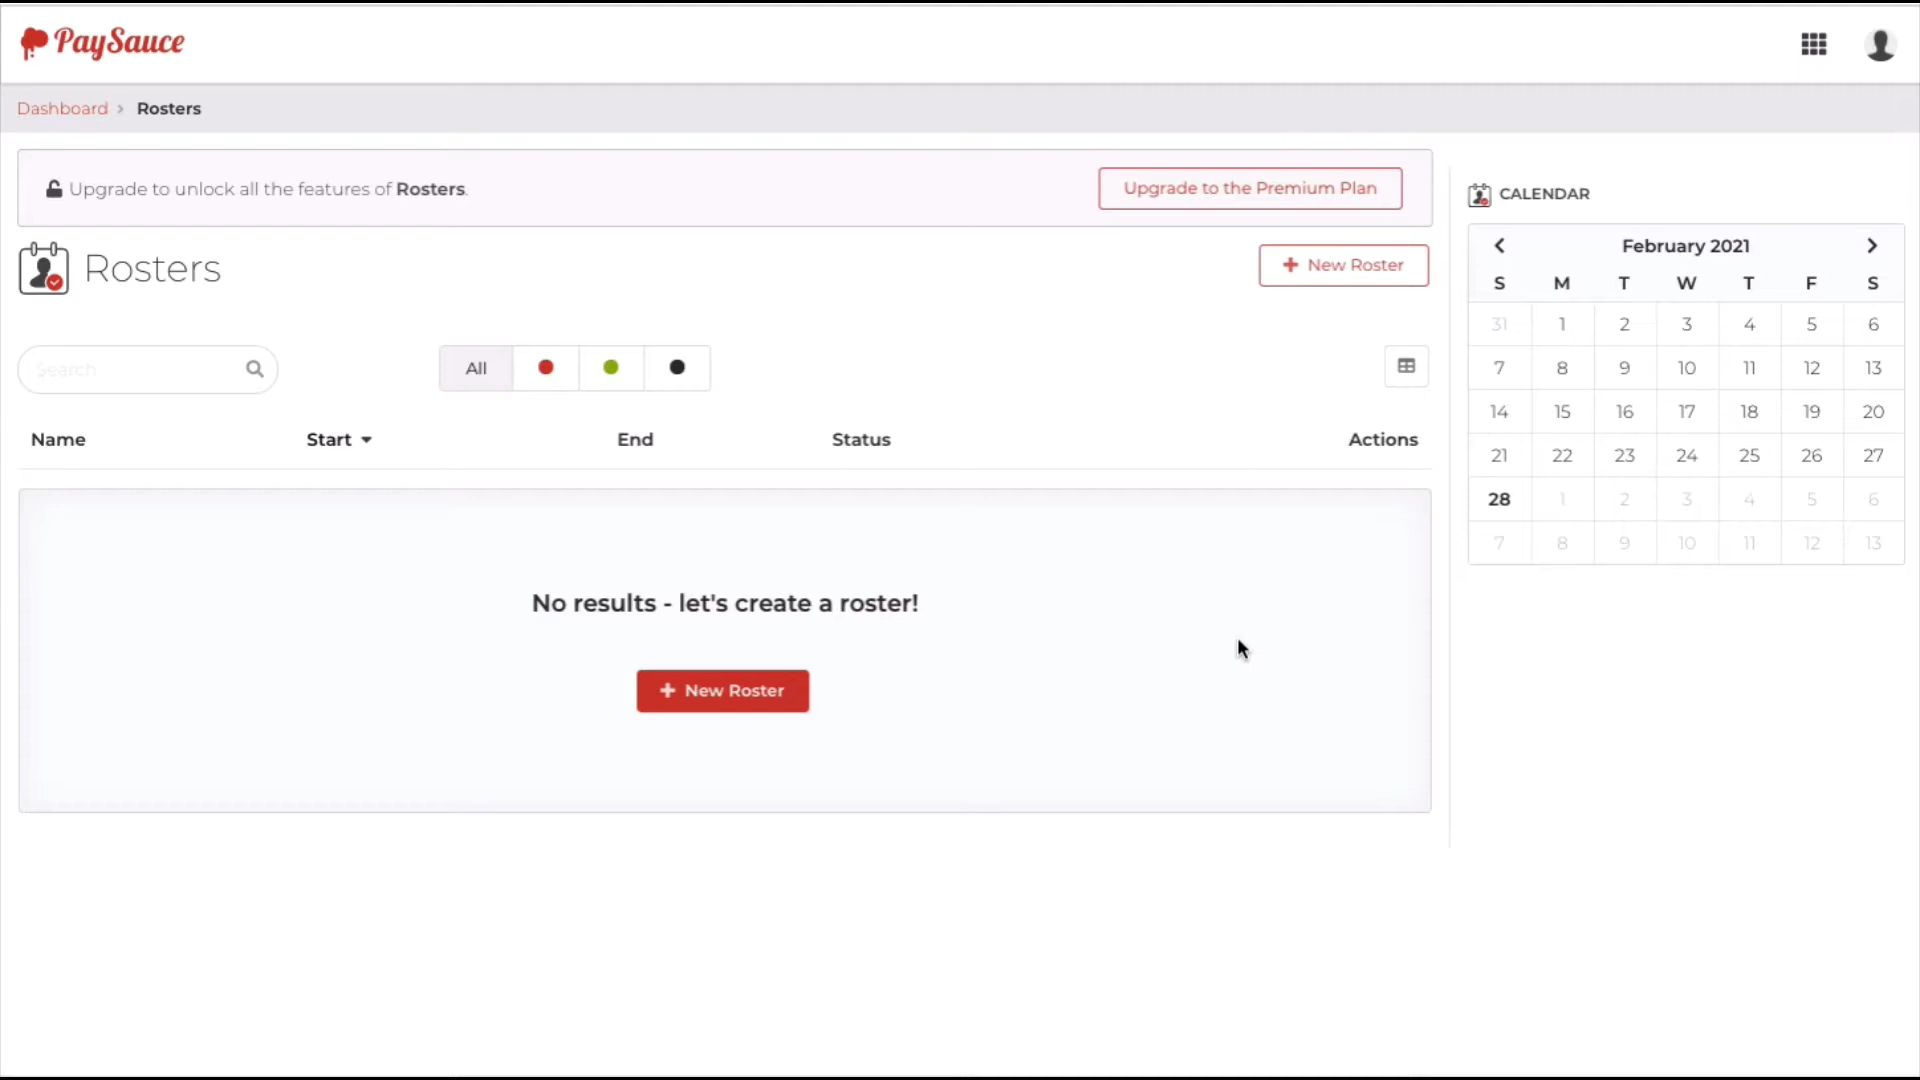 PaySauce
Dashboard > Rosters
Upgrade to unlock all the features of Rosters.
Upgrade to the Premium Plan
Rosters
+ New Roster
Search
All
Name Start End Status Actions
No results - let's create a roster!
+ New Roster
CALENDAR
February 2021
S M T W T F S
31 1 2 3 4 5 6
7 8 9 10 11 12 13
14 15 16 17 18 19 20
21 22 23 24 25 26 27
28 1 2 3 4 5 6
7 8 9 10 11 12 13